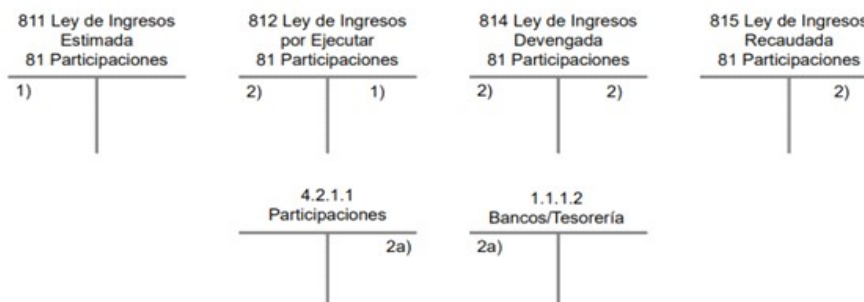 811 Ley de Ingresos
Estimada
81 Participaciones
812 Ley de Ingresos
por Ejecutar
81 Participaciones
814 Ley de Ingresos
Devengada
81 Participaciones
815 Ley de Ingresos
Recaudada
81 Participaciones
1)
2)
1)
2)
2)
2)
4.2.1.1
Participaciones
1.1.1.2
Bancos/Tesorería
2a)
2a)